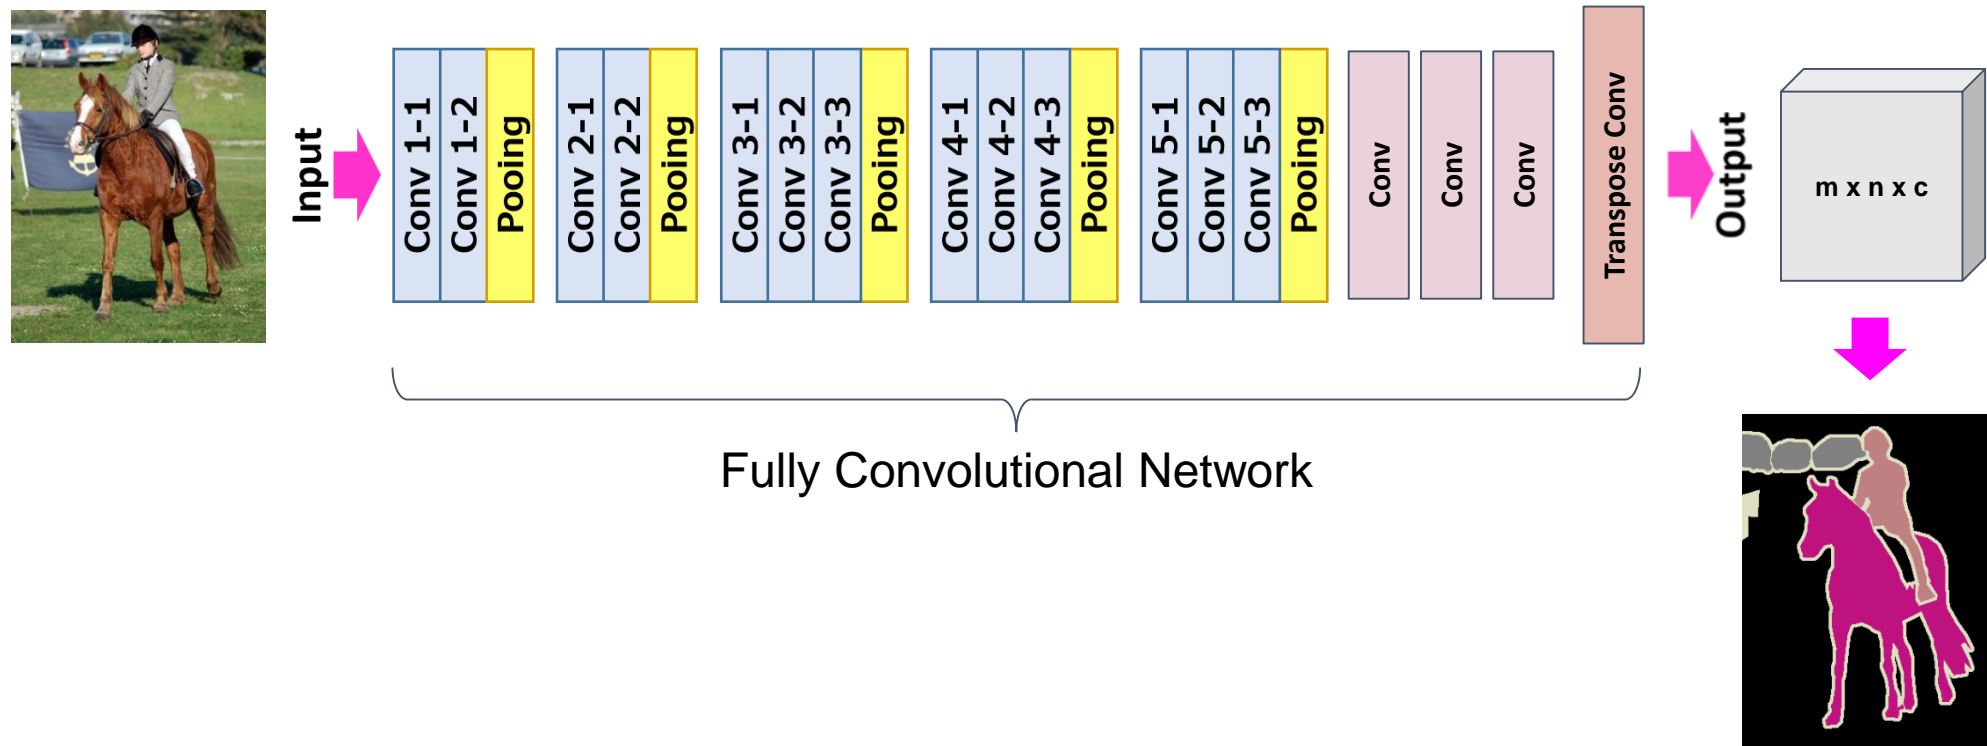 Input
Conv 1-1
Conv 1-2
Pooing
Conv 2-1
Conv 2-2
Pooing
Conv 3-1
Conv 3-2
Conv 3-3
Pooing
Conv 4-1
Conv 4-2
Conv 4-3
Pooing
Conv 5-1
Conv 5-2
Conv 5-3
Pooing
Conv
Conv
Conv
Transpose Conv
Output
m x n x c
Fully Convolutional Network